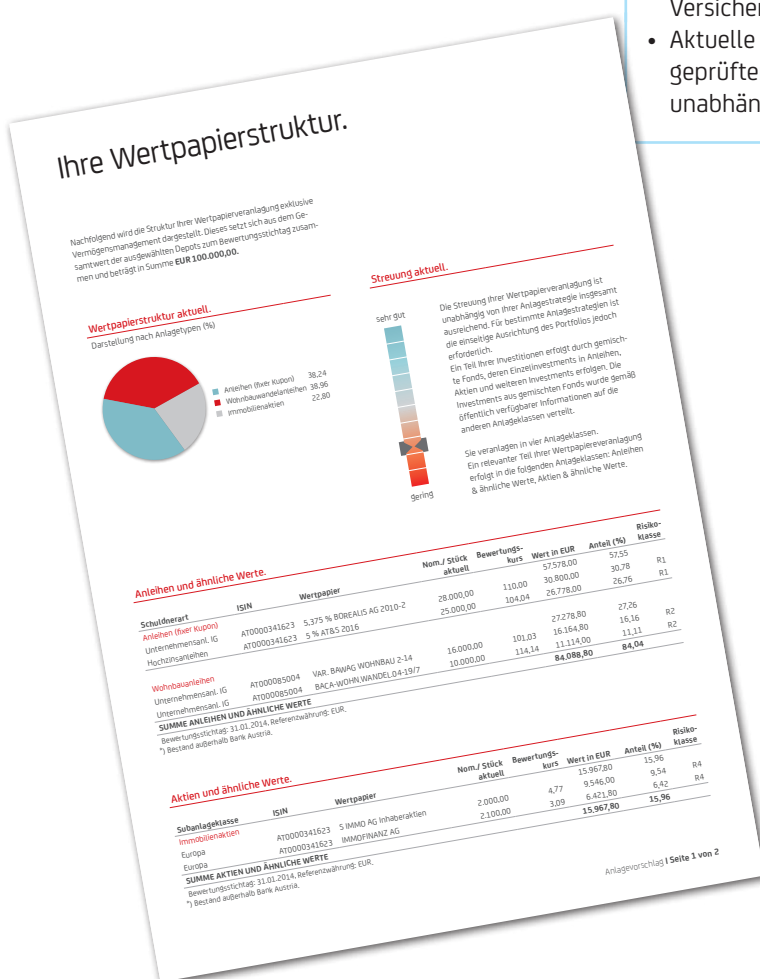 Aktuelle
geprüfte
Ihre Wertpapierstruktur.
Nachfolgend wird die Struktur Ihrer Wertpapierveranlagung exklusive
Vermögensmanagement dargestellt. Dieses setzt sich aus dem Ge-
samtwert der ausgewählten Depots zum Bewertungsstichtag zusam-
men und beträgt in Summe EUR 100.000,00.
Wertpapierstruktur aktuell.
Darstellung nach Anlagetypen (%)
Anleihen (fixer Kupon) 38,24
Wohnbauwandelanleihen 38,96
Immobilienaktien 22,80
Streuung aktuell.
sehr gut
gering
Die Streuung Ihrer Wertpapierveranlagung ist
unabhängig von Ihrer Anlagestrategie insgesamt
ausreichend. Für bestimmte Anlagestrategien ist
die einseitige Ausrichtung des Portfolios jedoch
erforderlich.
Ein Teil Ihrer Investitionen erfolgt durch gemisch-
te Fonds, deren Einzelinvestments in Anleihen,
Aktien und weiteren Investments erfolgen. Die
Investments aus gemischten Fonds wurde gemäß
öffentlich verfügbarer Informationen auf die
anderen Anlageklassen verteilt.
Sie veranlagen in vier Anlageklassen.
Ein relevanter Teil Ihrer Wertpapiereveranlagung
erfolgt in die folgenden Anlageklassen: Anleihen
& ähnliche Werte, Aktien & ähnliche Werte.
Anleihen und ähnliche Werte.
Schuldnerart ISIN Wertpapier Nom./ Stück aktuell Bewertungs-kurs Wert in EUR Anteil (%) Risiko-klasse
Anleihen (fixer Kupon) 57.578,00 57,55
Unternehmensanl. IG AT0000341623 5,375 % BOREALIS AG 2010-2 28.000,00 110,00 30.800,00 30,78 R1
Hochzinsanleihen AT0000341623 5 % AT&S 2016 25.000,00 104,04 26.778,00 26,76 R1
Wohnbauanleihen 27.278,80 27,26
Unternehmensanl. IG AT000085004 VAR. BAWAG WOHNBAU 2-14 16.000,00 101,03 16.164,80 16,16 R2
Unternehmensanl. IG AT000085004 BACA-WOHN.WANDEL.04-19/7 10.000,00 114,14 11.114,00 11,11 R2
SUMME ANLEIHEN UND ÄHNLICHE WERTE 84.088,80 84,04
Bewertungsstichtag: 31.01.2014, Referenzwährung: EUR.
*) Bestand außerhalb Bank Austria.
Aktien und ähnliche Werte.
Subanlageklasse ISIN Wertpapier Nom./ Stück aktuell Bewertungs-kurs Wert in EUR Anteil (%) Risiko-klasse
Immobilienaktien 15.967,80 15,96
Europa AT0000341623 S IMMO AG Inhaberaktien 2.000,00 4,77 9.546,00 9,54 R4
Europa AT0000341623 IMMOFINANZ AG 2.100,00 3,09 6.421,80 6,42 R4
SUMME AKTIEN UND ÄHNLICHE WERTE 15.967,80 15,96
Bewertungsstichtag: 31.01.2014, Referenzwährung: EUR.
*) Bestand außerhalb Bank Austria.
Anlagevorschlag I Seite 1 von 2